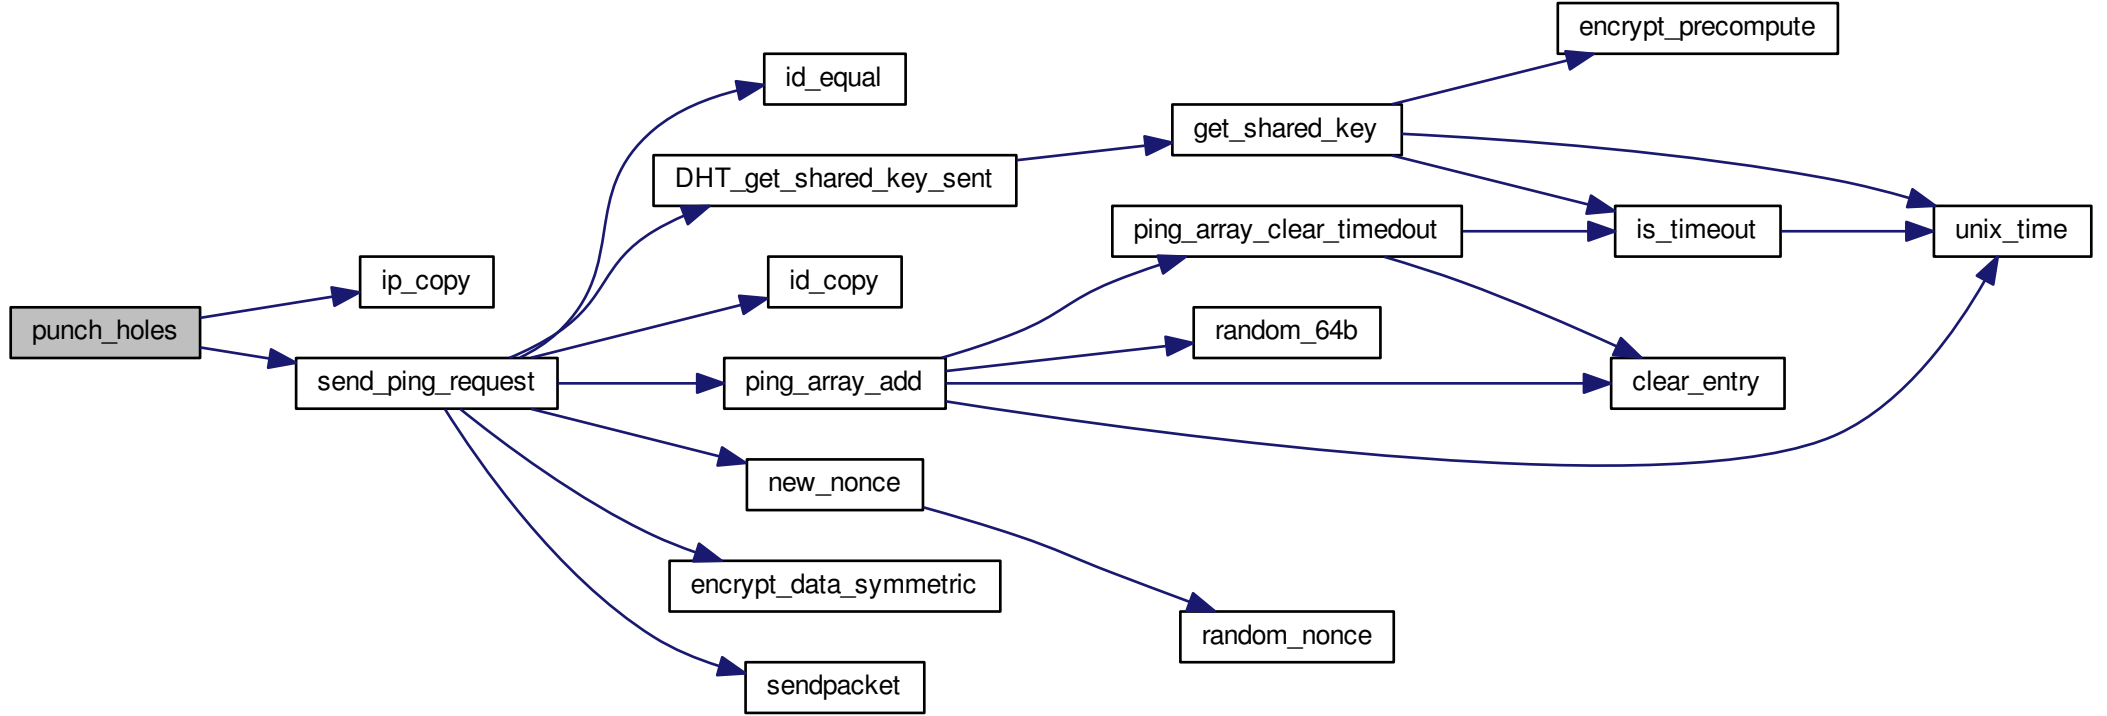 encrypt_precompute
id_equal
get_shared_key
DHT_get_shared_key_sent
ping_array_clear_timedout
is_timeout
unix_time
ip_copy
id_copy
punch_holes
random_64b
send_ping_request
ping_array_add
clear_entry
new_nonce
encrypt_data_symmetric
random_nonce
sendpacket